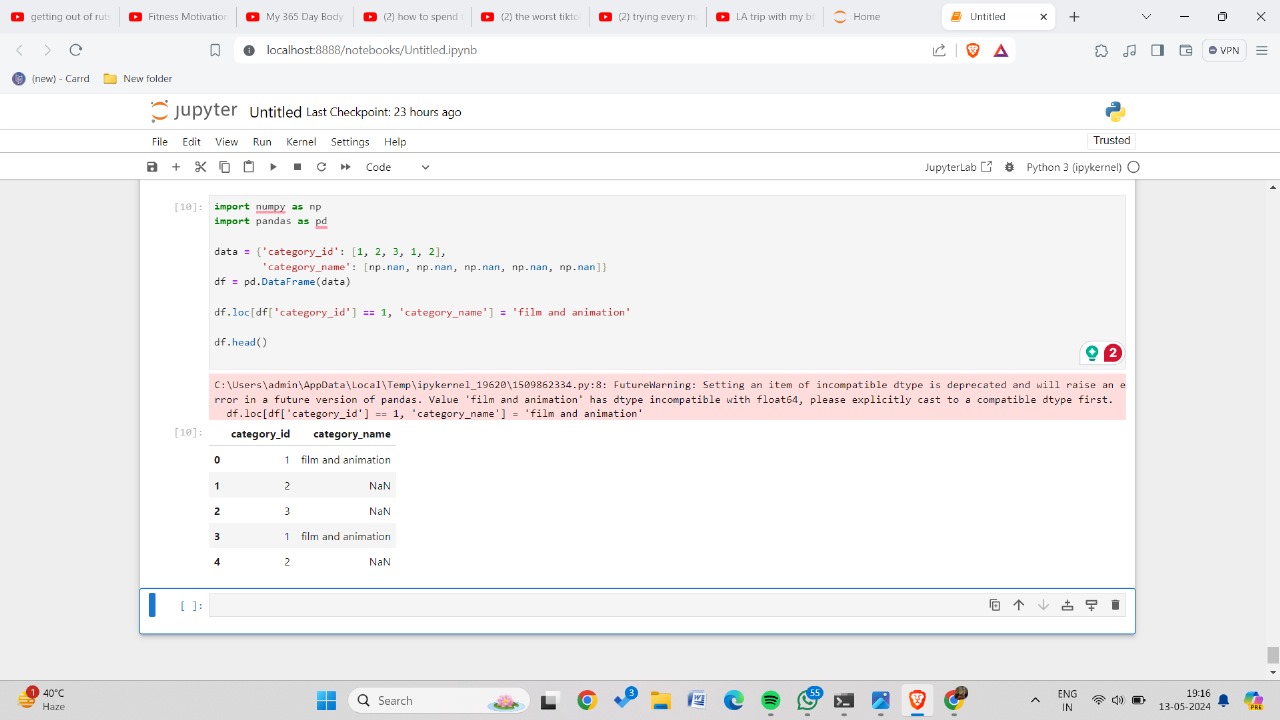 getting out of rut
Fitness Motivation
My 365 Day Body
(2) how to spend
(2) the worst tikto
(2) trying every m
LA trip with my bf
Home
Untitled
localhost:8888/notebooks/Untitled.ipynb
VPN
(new) - Carrd
New folder
jupyter Untitled Last Checkpoint: 23 hours ago
File Edit View Run Kernel Settings Help
Trusted
Code
JupyterLab
Python 3 (ipykernel)
[10]:
import numpy as np
import pandas as pd
data = {'category_id': [1, 2, 3, 1, 2],
'category_name': [np.nan, np.nan, np.nan, np.nan, np.nan]}
df = pd.DataFrame(data)
df.loc[df['category_id'] == 1, 'category_name'] = 'film and animation'
df.head()
2
C:\Users\admin\AppData\Local\Temp\ipykernel_19620\1509862334.py:8: FutureWarning: Setting an item of incompatible dtype is deprecated and will raise an e
rror in a future version of pandas. Value 'film and animation' has dtype incompatible with float64, please explicitly cast to a compatible dtype first.
df.loc[df['category_id'] == 1, 'category_name'] = 'film and animation'
[10]:
category_id category_name
0 1 film and animation
1 2 NaN
2 3 NaN
3 1 film and animation
4 2 NaN
[ ]:
1
40°C
Haze
Search
3
55
ENG
IN
19:16
13-05-2024
PRE